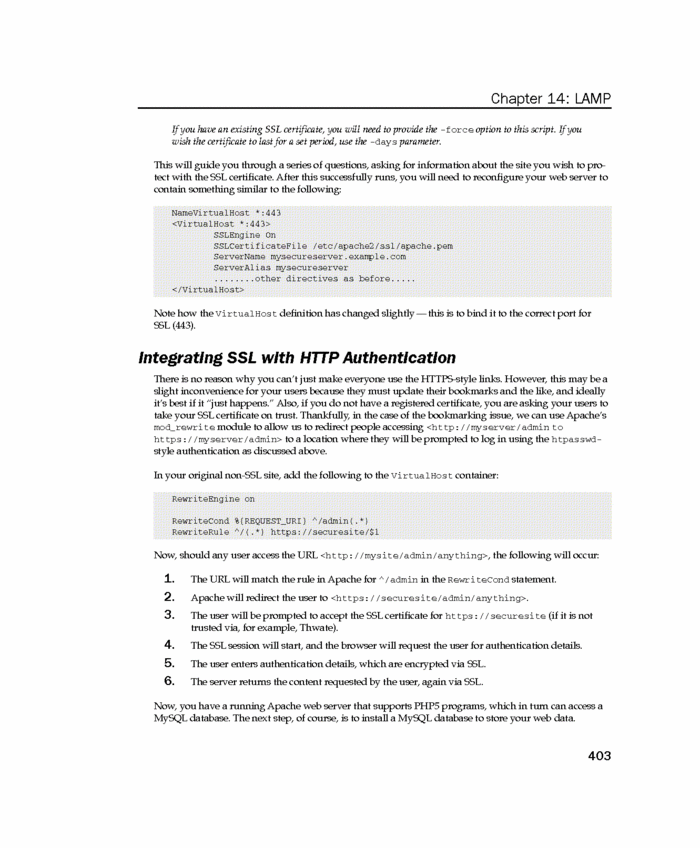 Chapter 14: LAMP
If you have an existing SSL certificate, you will need to provide the -force option to this script. If you
wish the certificate to last for a set period, use the -days parameter.
This will guide you through a series of questions, asking for information about the site you wish to pro-
tect with the SSL certificate. After this successfully runs, you will need to reconfigure your web server to
contain something similar to the following:
NameVirtualHost *:443
<VirtualHost *:443>
SSLEngine On
SSLCertificateFile /etc/apache2/ssl/apache.pem
ServerName mysecureserver.example.com
ServerAlias mysecureserver
........other directives as before.....
</VirtualHost>
Note how the VirtualHost definition has changed slightly — this is to bind it to the correct port for
SSL (443).
Integrating SSL with HTTP Authentication
There is no reason why you can't just make everyone use the HTTPS-style links. However, this may be a
slight inconvenience for your users because they must update their bookmarks and the like, and ideally
it's best if it "just happens." Also, if you do not have a registered certificate, you are asking your users to
take your SSL certificate on trust. Thankfully, in the case of the bookmarking issue, we can use Apache's
mod_rewrite module to allow us to redirect people accessing <http://myserver/admin to
https://myserver/admin> to a location where they will be prompted to log in using the htpasswd-
style authentication as discussed above.
In your original non-SSL site, add the following to the VirtualHost container:
RewriteEngine on
RewriteCond %{REQUEST_URI} ^/admin(.*)
RewriteRule ^/(.*) https://securesite/$1
Now, should any user access the URL <http://mysite/admin/anything>, the following will occur:
1. The URL will match the rule in Apache for ^/admin in the RewriteCond statement.
2. Apache will redirect the user to <https://securesite/admin/anything>.
3. The user will be prompted to accept the SSL certificate for https://securesite (if it is not
trusted via, for example, Thwate).
4. The SSL session will start, and the browser will request the user for authentication details.
5. The user enters authentication details, which are encrypted via SSL.
6. The server returns the content requested by the user, again via SSL.
Now, you have a running Apache web server that supports PHP5 programs, which in turn can access a
MySQL database. The next step, of course, is to install a MySQL database to store your web data.
403